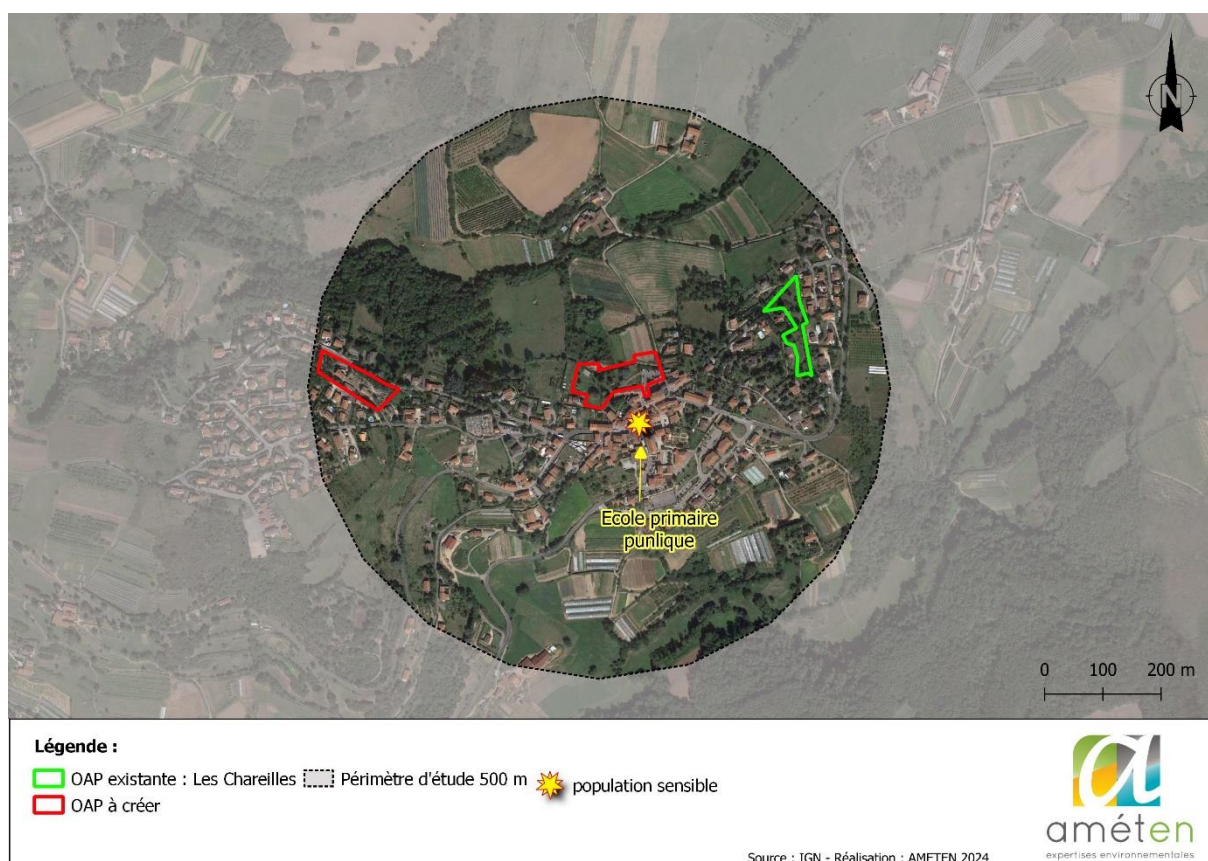 N
Ecole primaire
punlique
0 100 200 m
Légende :
OAP existante : Les Chareilles Périmètre d'étude 500 m population sensible
OAP à créer
améten
expertises environnementales
Source : IGN - Réalisation : AMETEN 2024